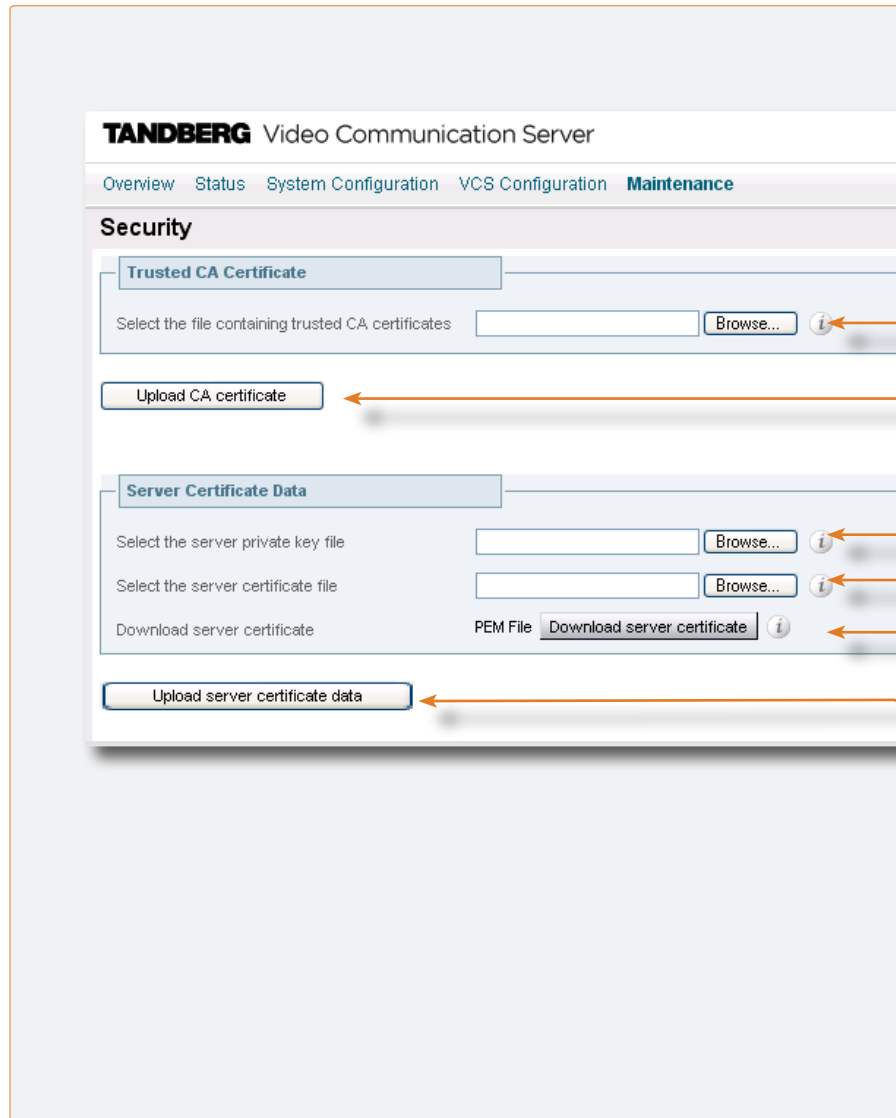 TANDBERG Video Communication Server
Overview Status System Configuration VCS Configuration Maintenance
Security
Trusted CA Certificate
Select the file containing trusted CA certificates Browse... i
Upload CA certificate
Server Certificate Data
Select the server private key file Browse... i
Select the server certificate file Browse... i
Download server certificate PEM File Download server certificate i
Upload server certificate data